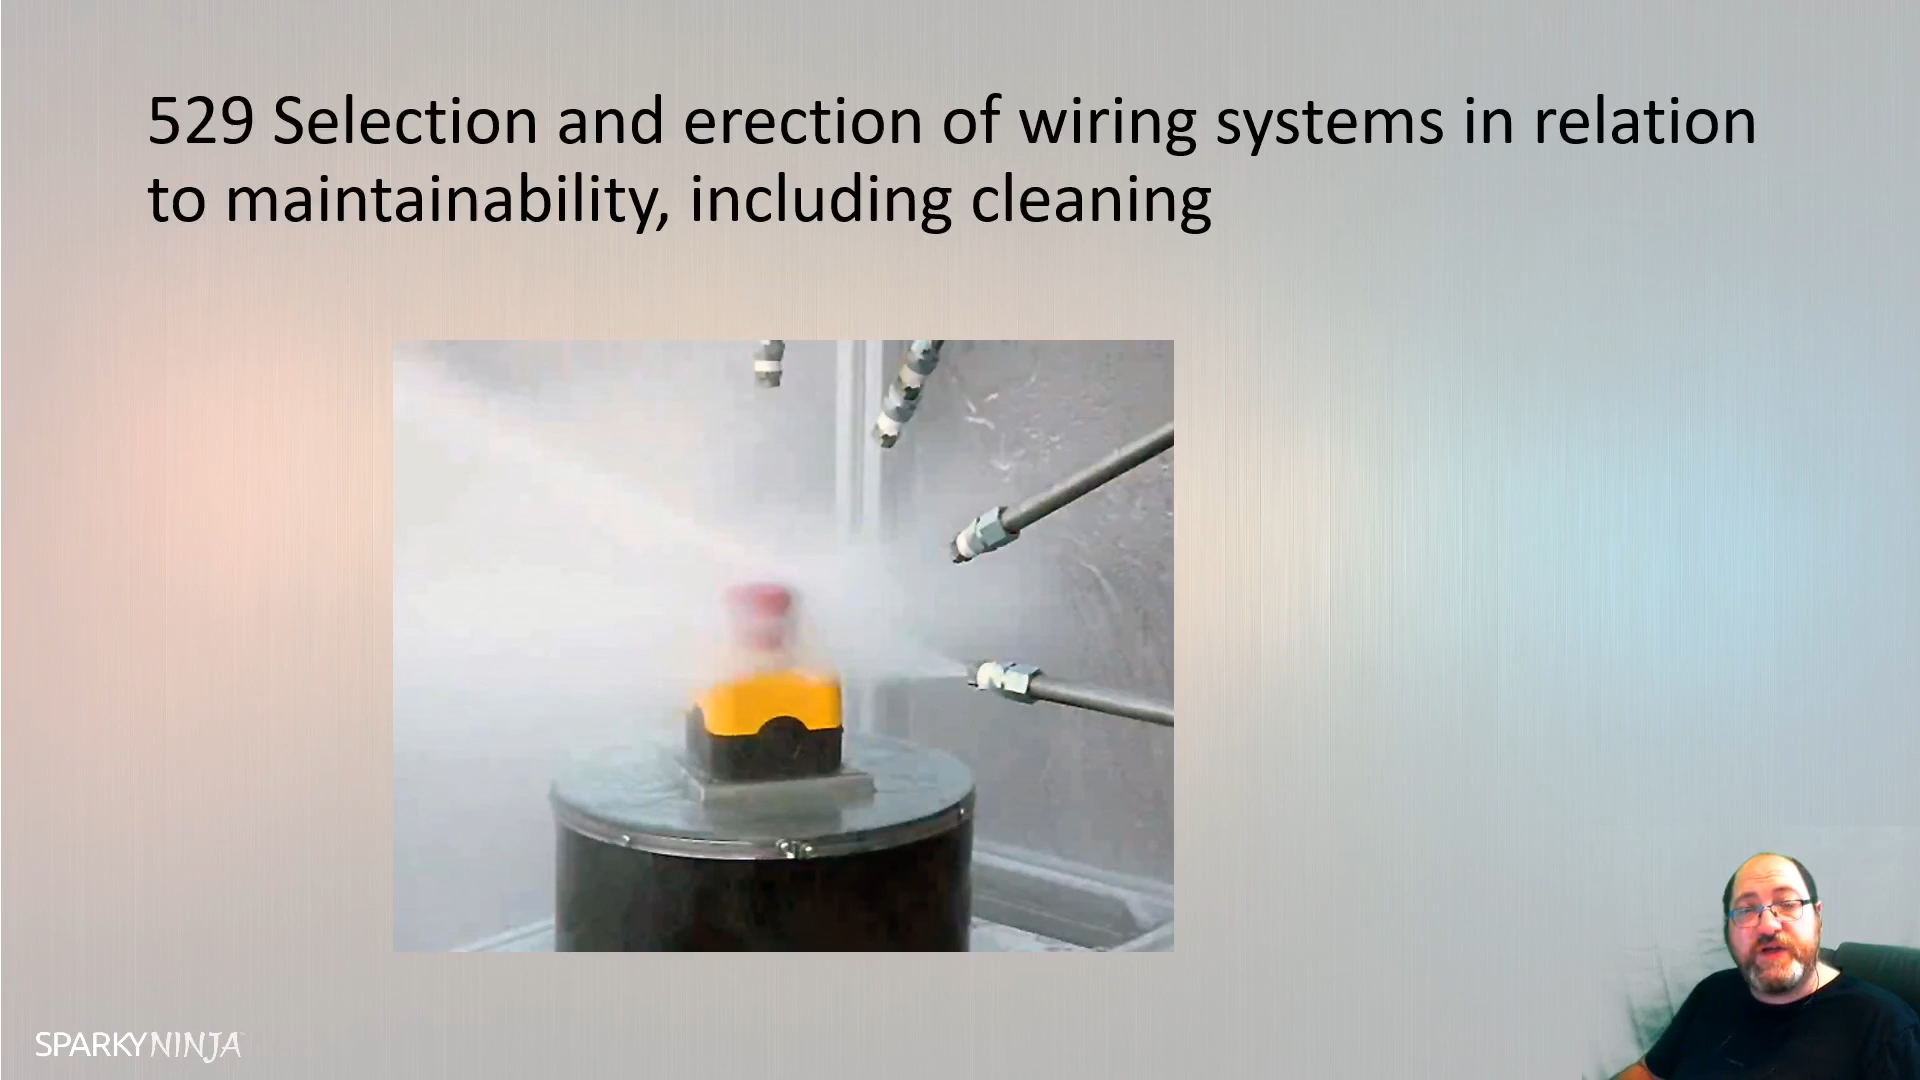 529 Selection and erection of wiring systems in relation
to maintainability, including cleaning
SPARKYNINJA